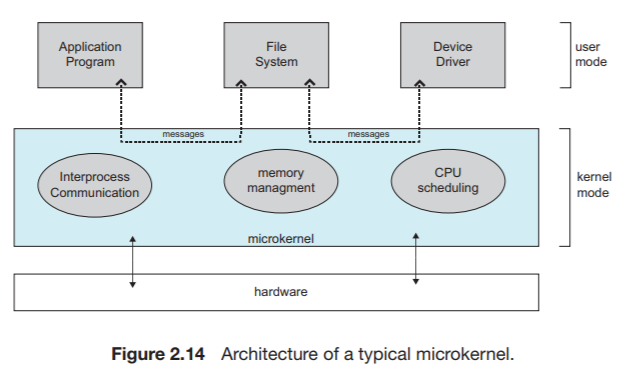 Application
Program
File
System
Device
Driver
user
mode
messages
messages
Interprocess
Communication
memory
managment
CPU
scheduling
kernel
mode
microkernel
hardware
Figure 2.14 Architecture of a typical microkernel.